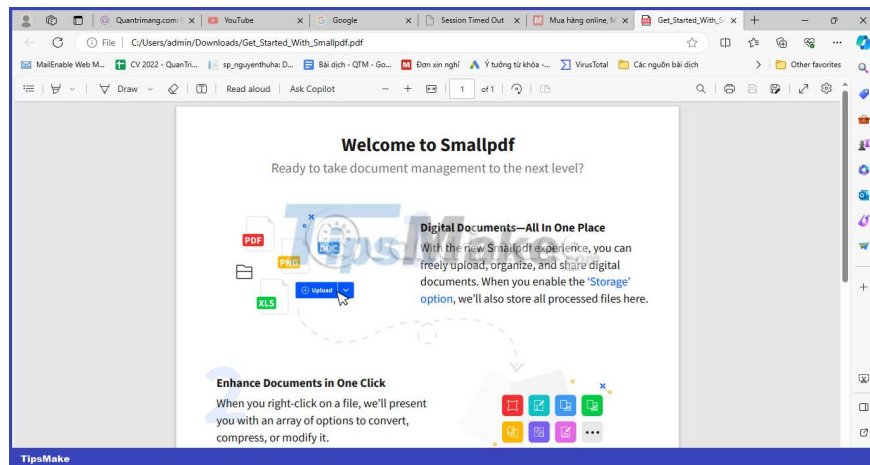 Quantrimang.com:
YouTube
Google
Session Timed Out
Mua hàng online, M
Get_Started_With_S
File
C:/Users/admin/Downloads/Get_Started_With_Smallpdf.pdf
MailEnable Web M...
CV 2022 - QuanTri...
sp_nguyenthuha: D...
Bài dich - QTM - Go...
Đơn xin nghỉ
Ý tưởng từ khóa -...
VirusTotal
Các nguồn bài dịch
Other favorites
Draw
Read aloud
Ask Copilot
1
of 1
Welcome to Smallpdf
Ready to take document management to the next level?
PDF
DOC
PNG
XLS
Upload
Digital Documents—All In One Place
With the new Smallpdf experience, you can
freely upload, organize, and share digital
documents. When you enable the 'Storage'
option, we'll also store all processed files here.
TipsMake.com
2
Enhance Documents in One Click
When you right-click on a file, we'll present
you with an array of options to convert,
compress, or modify it.
TipsMake